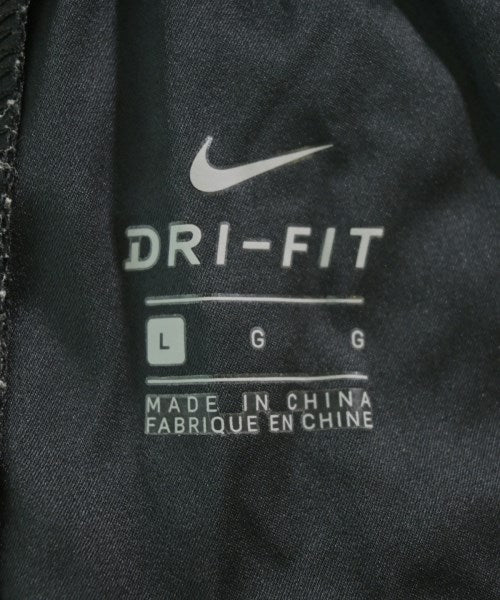 DRI-FIT
L G G
MADE IN CHINA
FABRIQUE EN CHINE